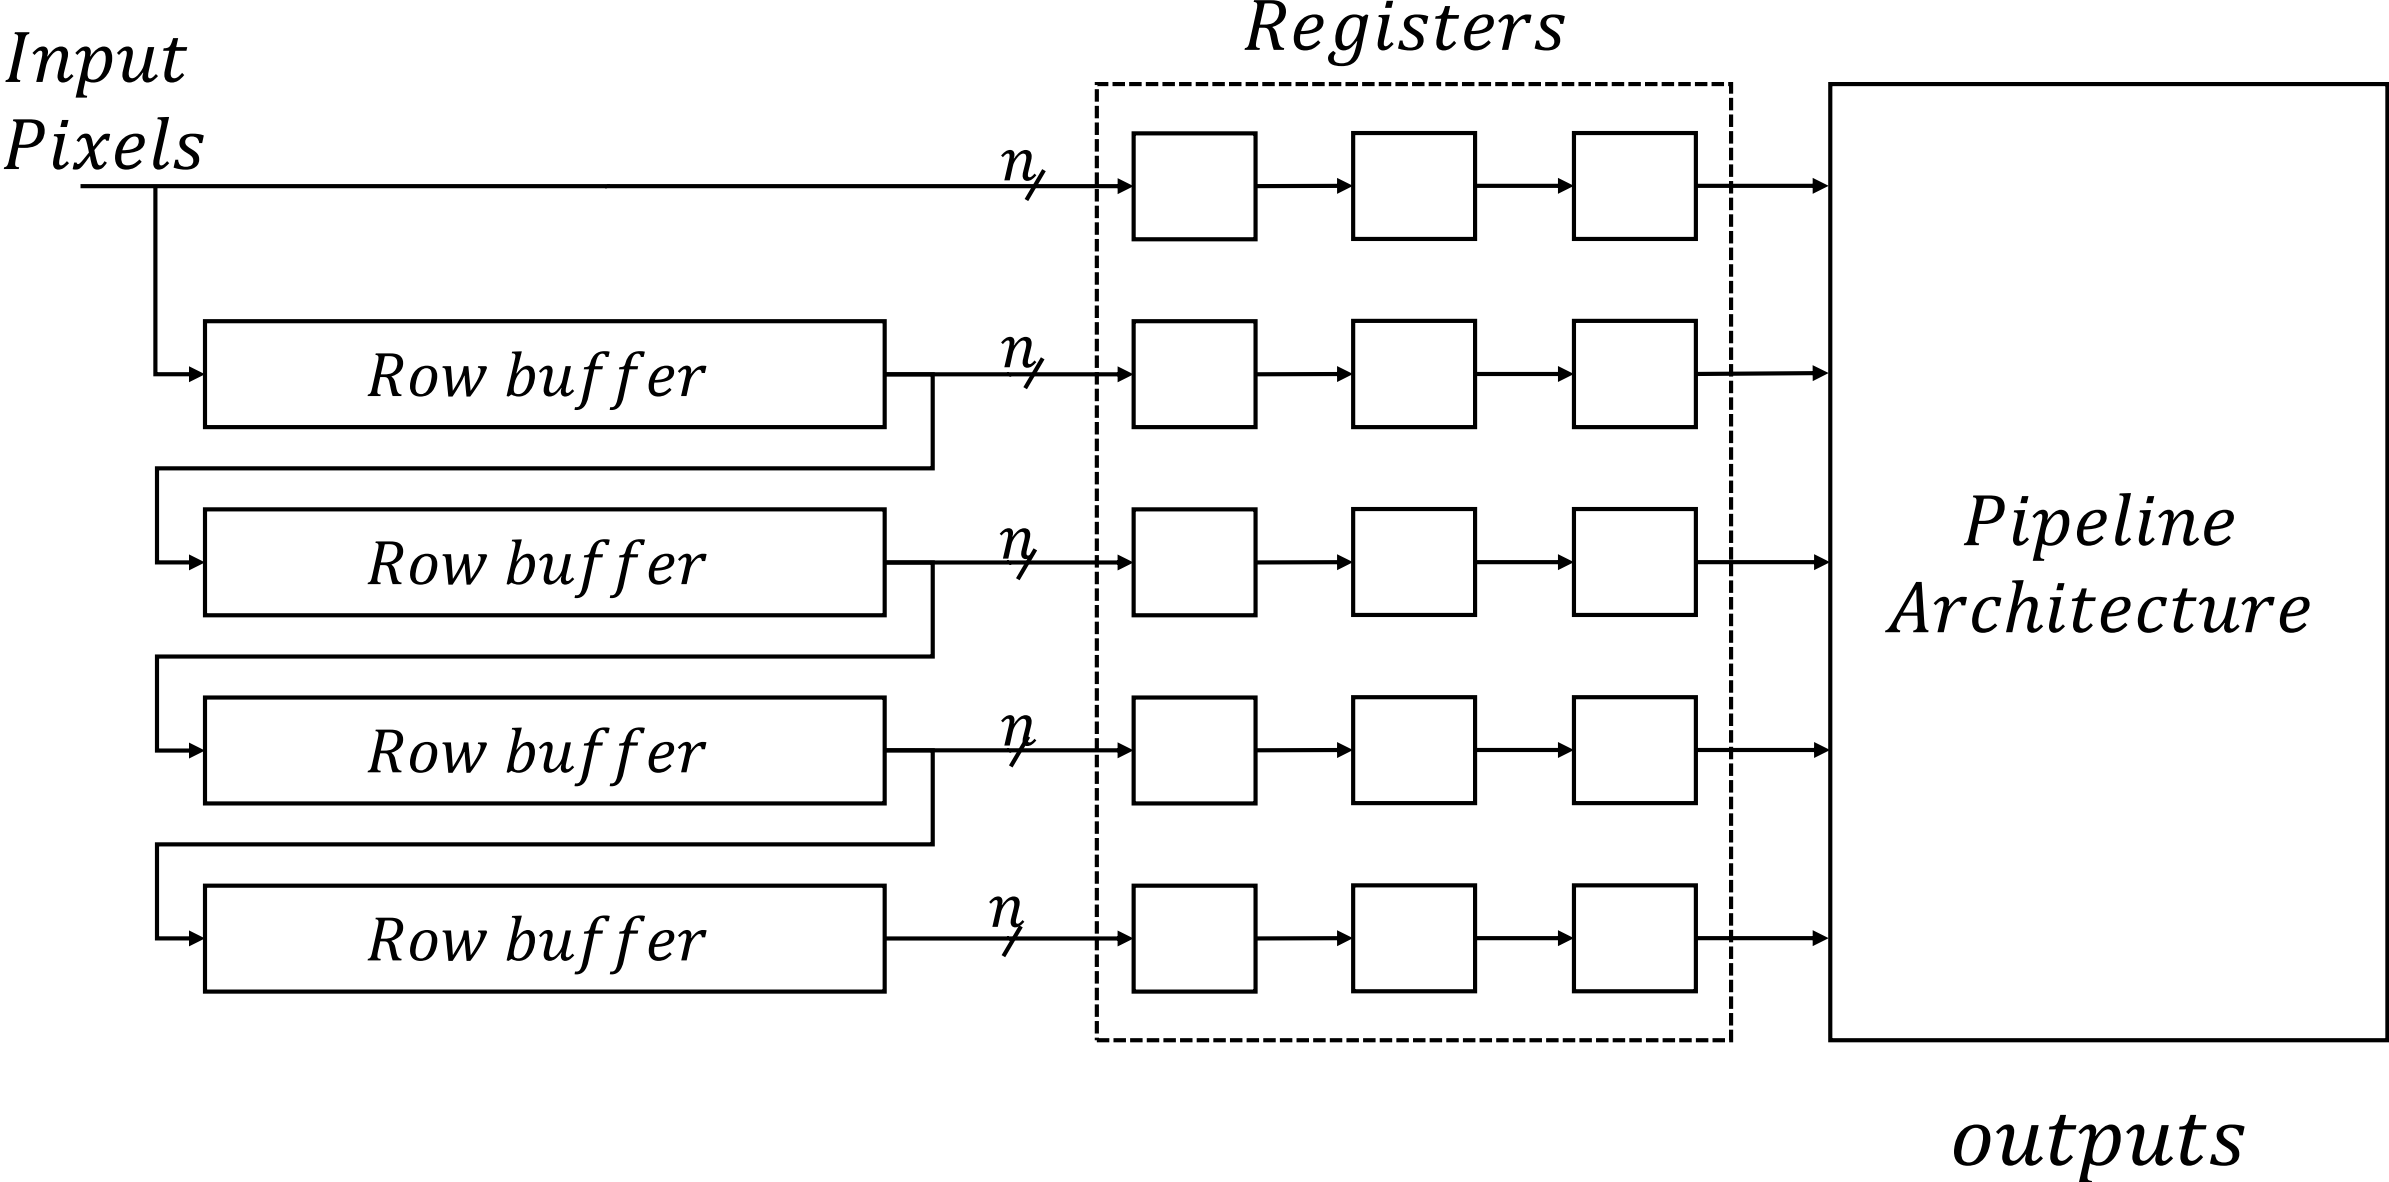 Input
Pixels
Registers
n
Row buffer
n
Row buffer
n
Row buffer
n
Row buffer
n
Pipeline
Architecture
outputs